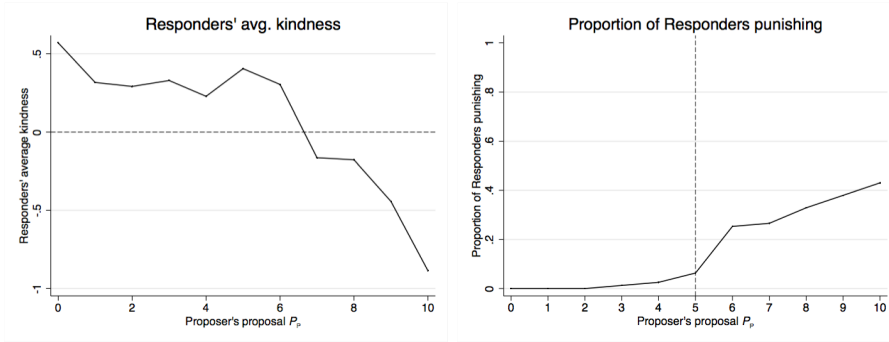 Responders' avg. kindness
Responders' average kindness
.5
0
-.5
-1
0 2 4 6 8 10
Proposer's proposal Pₚ
Proportion of Responders punishing
Proportion of Responders punishing
1
.8
.6
.4
.2
0
0 1 2 3 4 5 6 7 8 9 10
Proposer's proposal Pₚ